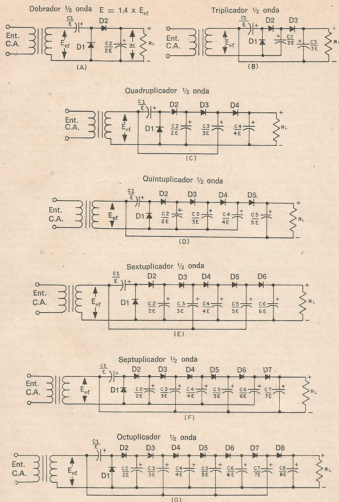 Dobrador ½ onda E = 1,4 x Eef
Triplicador ½ onda
C1 E D2
Ent. C.A. Eef D1 C2 2E 2E RL
(A)
C1 E D2 D3
Ent. C.A. Eef D1 C2 2E C3 3E RL
(B)
Quadruplicador ½ onda
C1 E D2 D3 D4
Ent. C.A. Eef D1 C2 2E C3 3E C4 4E RL
(C)
Quintuplicador ½ onda
C1 E D2 D3 D4 D5
Ent. C.A. Eef D1 C2 2E C3 3E C4 4E C5 5E RL
(D)
Sextuplicador ½ onda
C1 E D2 D3 D4 D5 D6
Ent. C.A. Eef D1 C2 2E C3 3E C4 4E C5 5E C6 6E RL
(E)
Septuplicador ½ onda
C1 E D2 D3 D4 D5 D6 D7
Ent. C.A. Eef D1 C2 2E C3 3E C4 4E C5 5E C6 6E C7 RL
(F)
Octuplicador ½ onda
C1 E D2 D3 D4 D5 D6 D7 D8
Ent. C.A. Eef D1 C2 2E C3 3E C4 4E C5 C6 C7 7E C8 8E RL
(G)